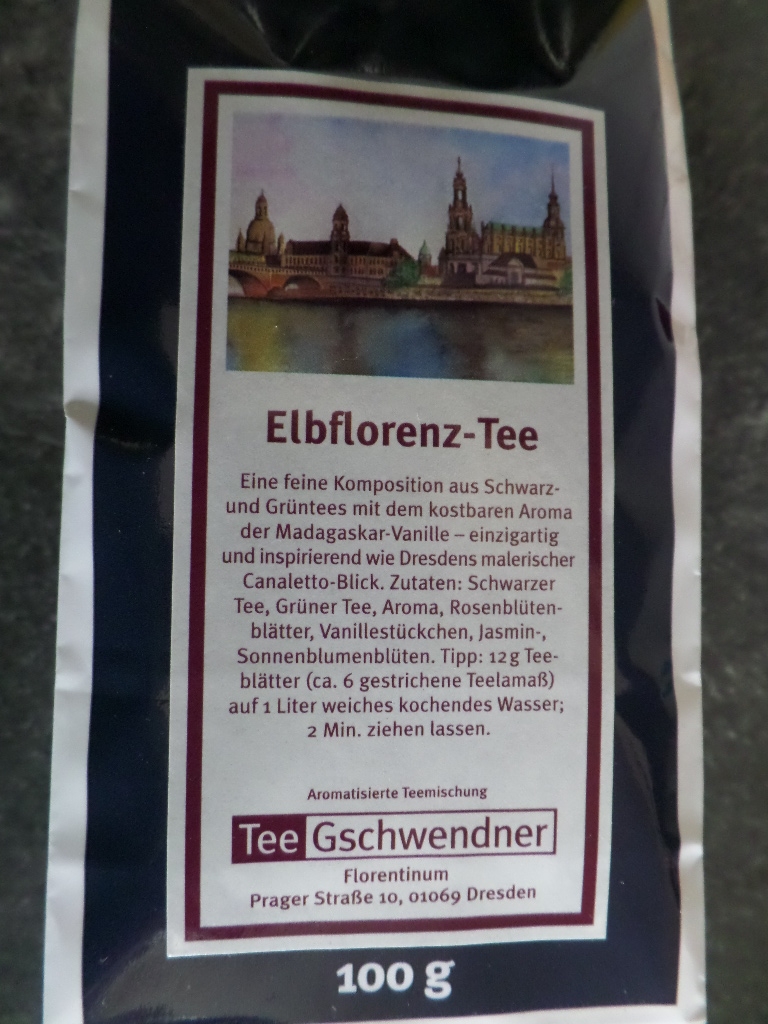 Elbflorenz-Tee
Eine feine Komposition aus Schwarz-
und Grüntees mit dem kostbaren Aroma
der Madagaskar-Vanille – einzigartig
und inspirierend wie Dresdens malerischer
Canaletto-Blick. Zutaten: Schwarzer
Tee, Grüner Tee, Aroma, Rosenblüten-
blätter, Vanillestückchen, Jasmin-,
Sonnenblumenblüten. Tipp: 12 g Tee-
blätter (ca. 6 gestrichene Teelamaß)
auf 1 Liter weiches kochendes Wasser;
2 Min. ziehen lassen.
Aromatisierte Teemischung
Tee Gschwendner
Florentinum
Prager Straße 10, 01069 Dresden
100 g